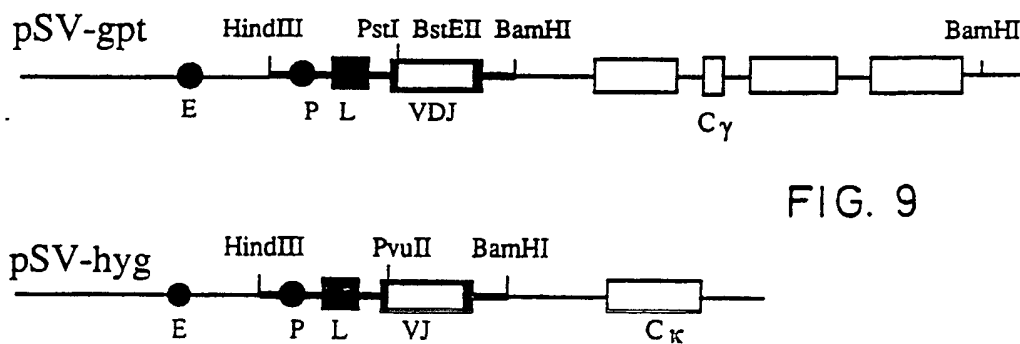 pSV-gpt
HindIII PstI BstEII BamHI BamHI
E P L VDJ Cγ
FIG. 9
pSV-hyg
HindIII PvuII BamHI
E P L VJ Cκ